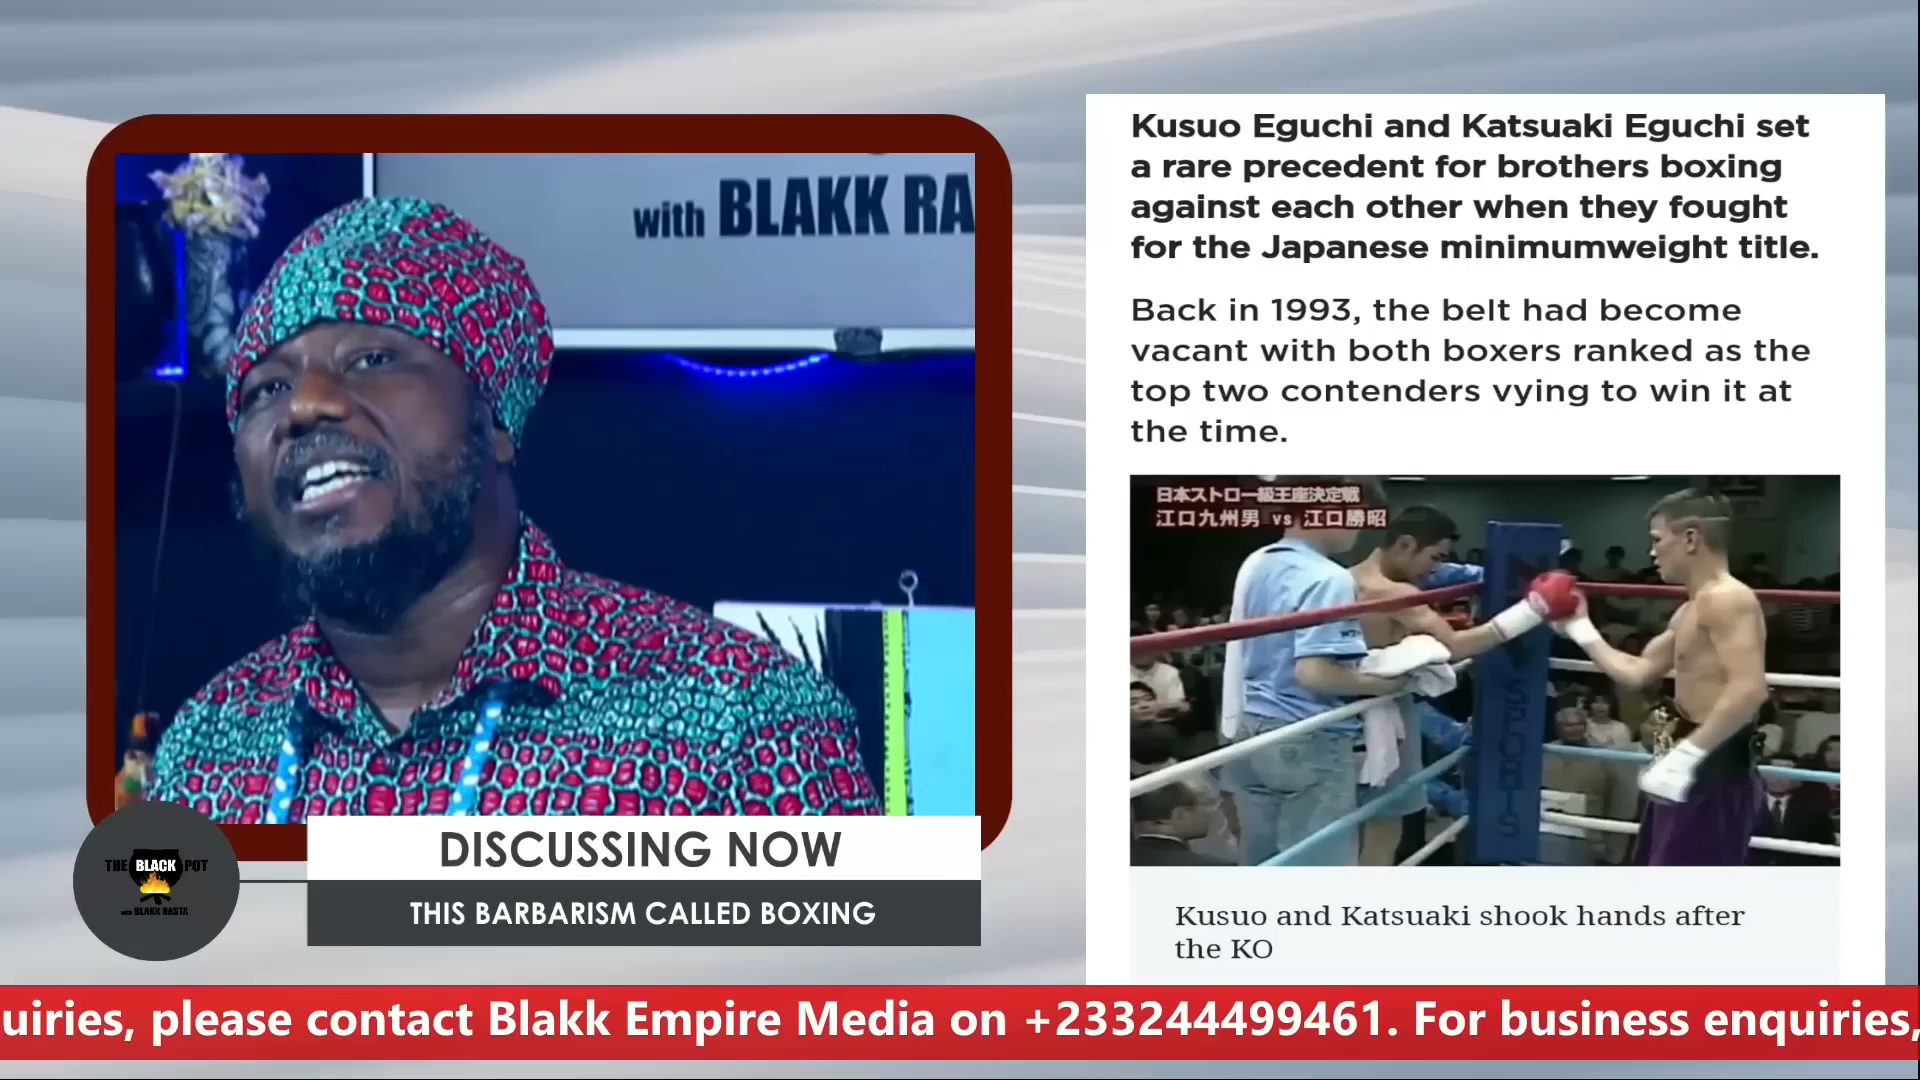 with BLAKK RA
Kusuo Eguchi and Katsuaki Eguchi set
a rare precedent for brothers boxing
against each other when they fought
for the Japanese minimumweight title.
Back in 1993, the belt had become
vacant with both boxers ranked as the
top two contenders vying to win it at
the time.
日本ストロー級王座決定戦
江口九州男 vs 江口勝昭
Kusuo and Katsuaki shook hands after
the KO
DISCUSSING NOW
THIS BARBARISM CALLED BOXING
THE BLACK POT
with BLAKK RASTA
uiries, please contact Blakk Empire Media on +233244499461. For business enquiries,